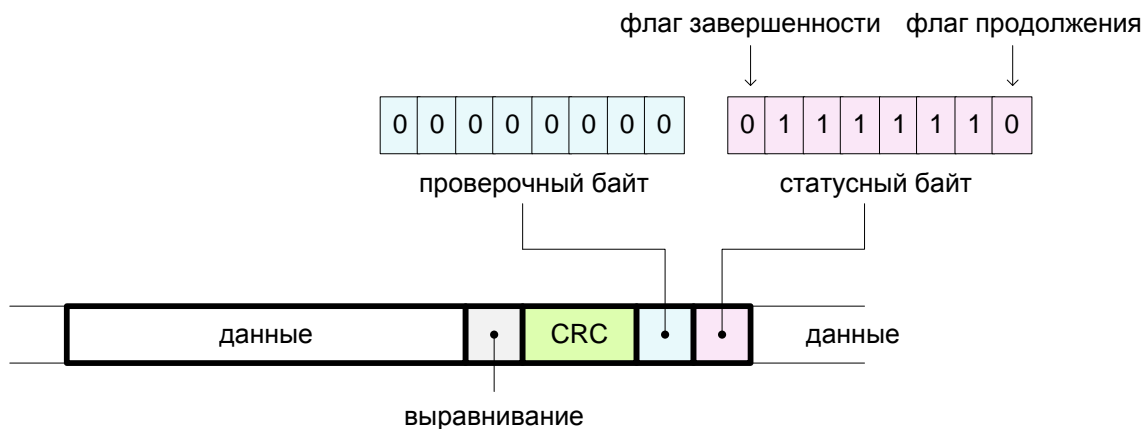 флаг завершенности флаг продолжения
0 0 0 0 0 0 0 0 0 1 1 1 1 1 1 0
проверочный байт статусный байт
данные CRC данные
выравнивание